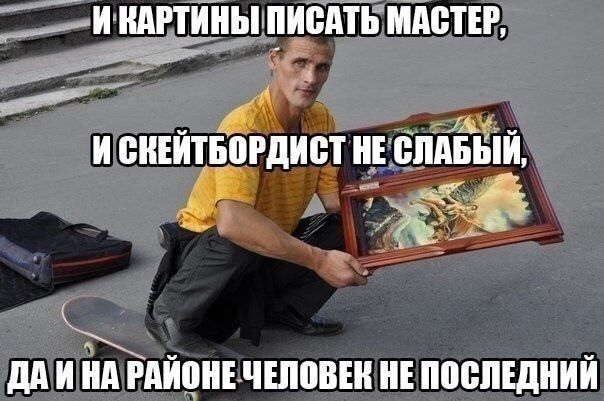 И КАРТИНЫ ПИСАТЬ МАСТЕР,
И СКЕЙТБОРДИСТ НЕ СЛАБЫЙ,
ДА И НА РАЙОНЕ ЧЕЛОВЕК НЕ ПОСЛЕДНИЙ